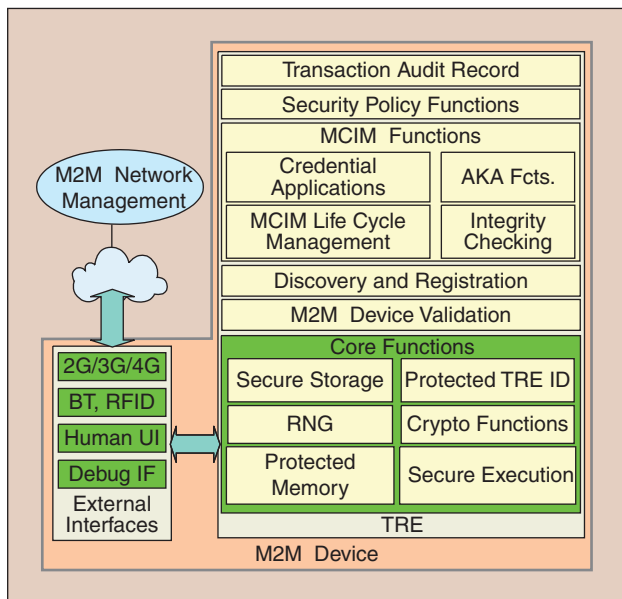 Transaction Audit Record
Security Policy Functions
MCIM Functions
Credential
Applications
AKA Fcts.
MCIM Life Cycle
Management
Integrity
Checking
Discovery and Registration
M2M Device Validation
Core Functions
Secure Storage
Protected TRE ID
RNG
Crypto Functions
Protected
Memory
Secure Execution
TRE
M2M Network
Management
2G/3G/4G
BT, RFID
Human UI
Debug IF
External
Interfaces
M2M Device